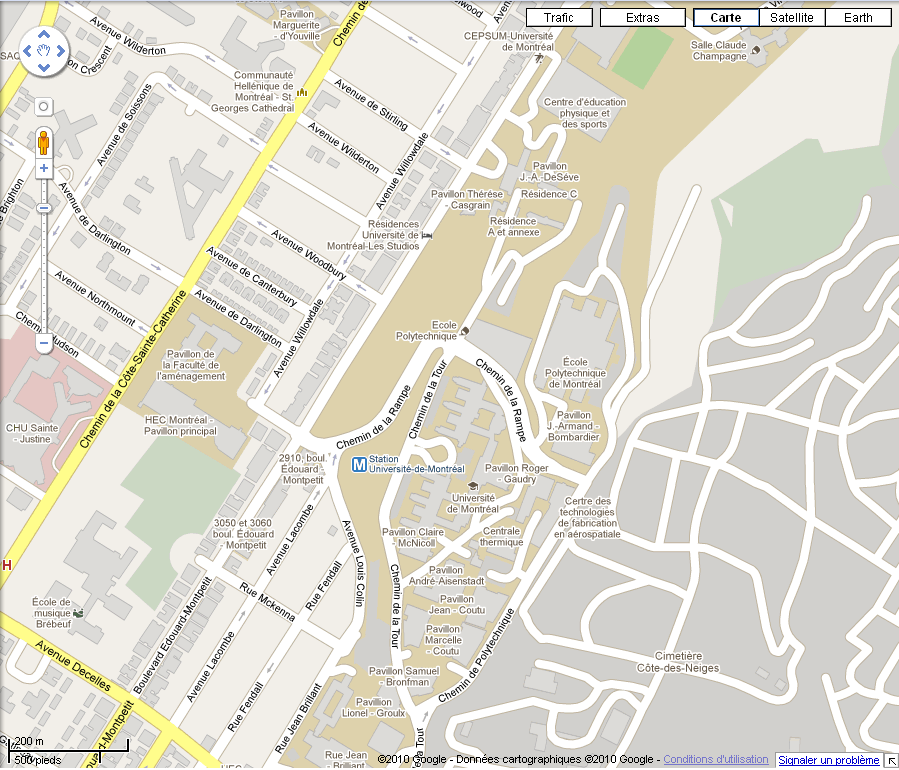 Trafic
Extras
Carte
Satellite
Earth
Pavillon
Marguerite -
d'Youville
Chemin de
CEPSUM-Université
de Montréal
Salle Claude
Champagne
Avenue Wilderton
Crescent
Communauté
Hellénique de
Montréal - St.
Georges Cathedral
Avenue de Stirling
Avenue Wilderton
Avenue Willowdale
Avenue de Soissons
Centre d'éducation
physique et
des sports
Pavillon
J.-A.-DeSève
Résidence C
Pavillon Thérèse
- Casgrain
Résidence
A et annexe
Résidences
Université de
Montréal-Les Studios
Brighton
Avenue de Darlington
Avenue Woodbury
Avenue de Canterbury
Avenue de Darlington
Avenue Northmount
Avenue Willowdale
Chemin Hudson
Chemin de la Côte-Sainte-Catherine
Ecole
Polytechnique
Pavillon de
la Faculté de
l'aménagement
École
Polytechnique
de Montréal
Chemin de la Rampe
Chemin de la Tour
Chemin de la Rampe
CHU Sainte
- Justine
HEC Montréal -
Pavillon principal
Pavillon
J.-Armand -
Bombardier
2910, boul.
Édouard -
Montpetit
M
Station
Université-de-Montréal
Pavillon Roger
- Gaudry
Université
de Montréal
Certre des
technologies
de fabrication
en aérospatiale
3050 et 3060
boul. Édouard
- Montpetit
Avenue Lacombe
Avenue Louis Colin
Pavillon Claire
- McNicoll
Centrale
thermique
H
Pavillon
André-Aisenstadt
Rue Fendall
Rue Mckenna
Chemin de la Tour
Pavillon
Jean - Coutu
École de
musique
Brébeuf
Boulevard Edouard-Montpetit
Avenue Lacombe
Pavillon
Marcelle
- Coutu
Chemin de Polytechnique
Cimetière
Côte-des-Neiges
Avenue Decelles
Pavillon Samuel
- Bronfman
Rue Fendall
Rue Jean Brillant
Pavillon
Lionel - Groulx
200 m
500 pieds
Rue Jean
Brillant
©2010 Google - Données cartographiques ©2010 Google - Conditions d'utilisation
Signaler un problème